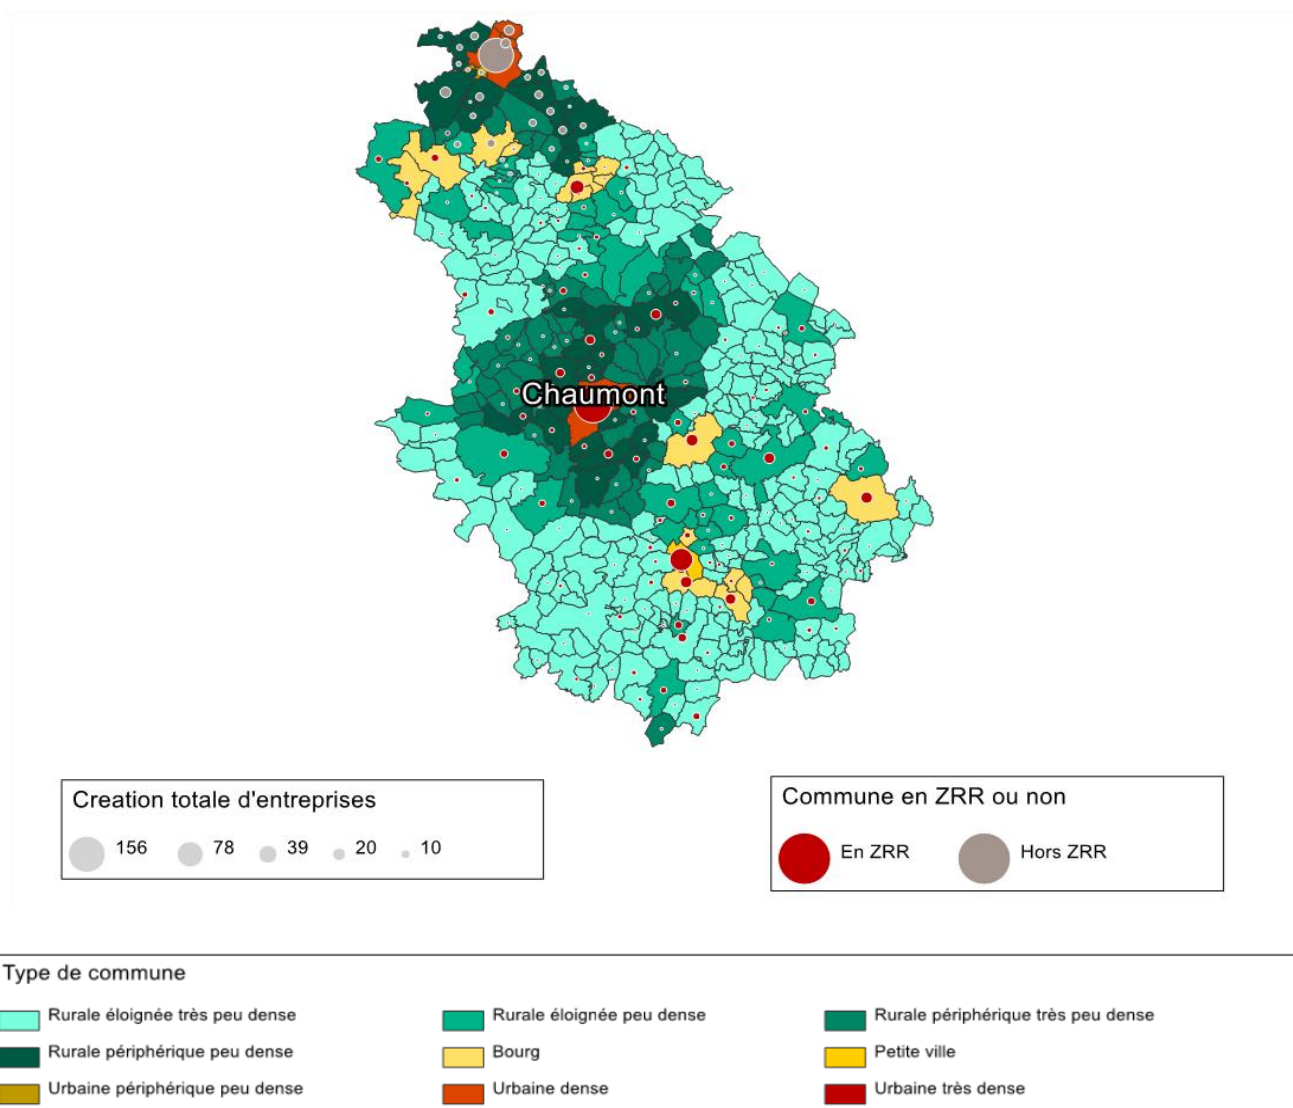 Chaumont
Creation totale d'entreprises
156 78 39 20 10
Commune en ZRR ou non
En ZRR Hors ZRR
Type de commune
Rurale éloignée très peu dense Rurale éloignée peu dense Rurale périphérique très peu dense
Rurale périphérique peu dense Bourg Petite ville
Urbaine périphérique peu dense Urbaine dense Urbaine très dense